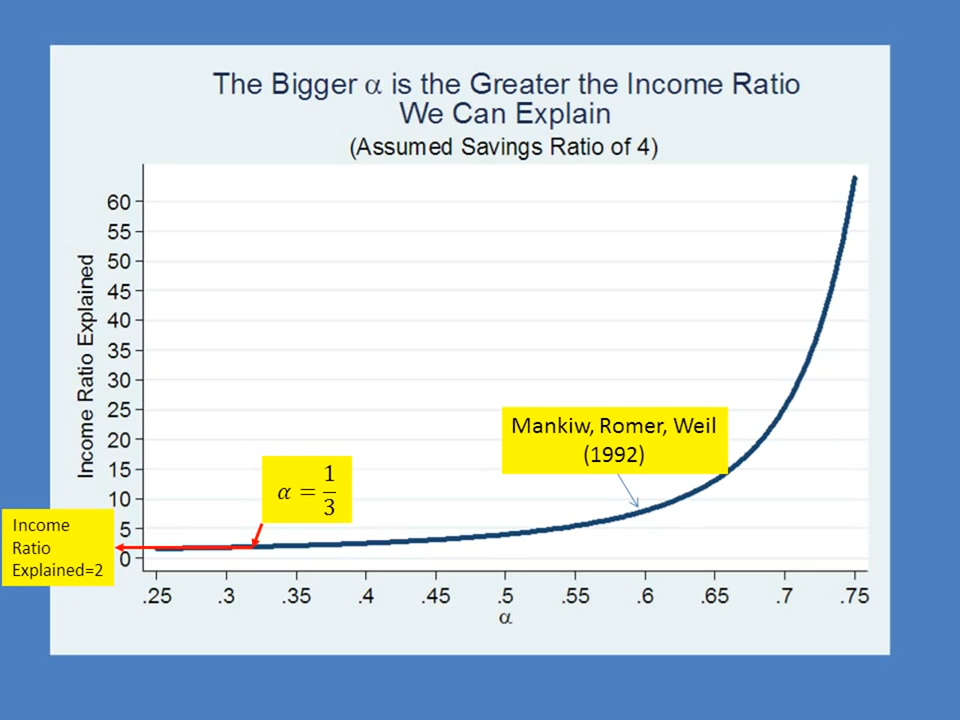 The Bigger α is the Greater the Income Ratio
We Can Explain
(Assumed Savings Ratio of 4)
Income Ratio Explained
60
55
50
45
40
35
30
25
20
15
10
5
0
Mankiw, Romer, Weil
(1992)
α = 1/3
Income
Ratio
Explained=2
.25 .3 .35 .4 .45 .5 .55 .6 .65 .7 .75
α